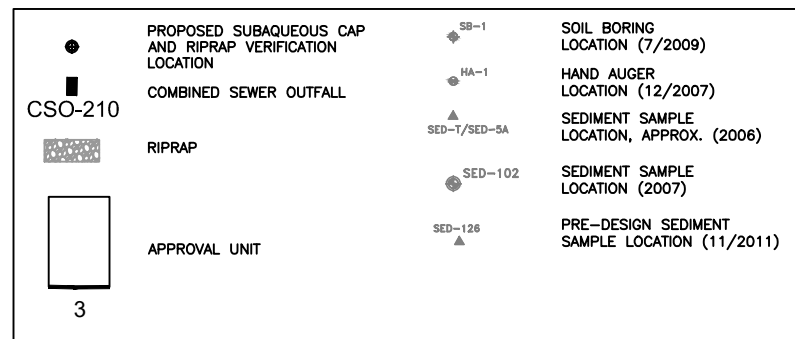 PROPOSED SUBAQUEOUS CAP
AND RIPRAP VERIFICATION
LOCATION
CSO-210
COMBINED SEWER OUTFALL
RIPRAP
APPROVAL UNIT
3
SB-1
SOIL BORING
LOCATION (7/2009)
HA-1
HAND AUGER
LOCATION (12/2007)
SED-T/SED-5A
SEDIMENT SAMPLE
LOCATION, APPROX. (2006)
SED-102
SEDIMENT SAMPLE
LOCATION (2007)
SED-126
PRE-DESIGN SEDIMENT
SAMPLE LOCATION (11/2011)